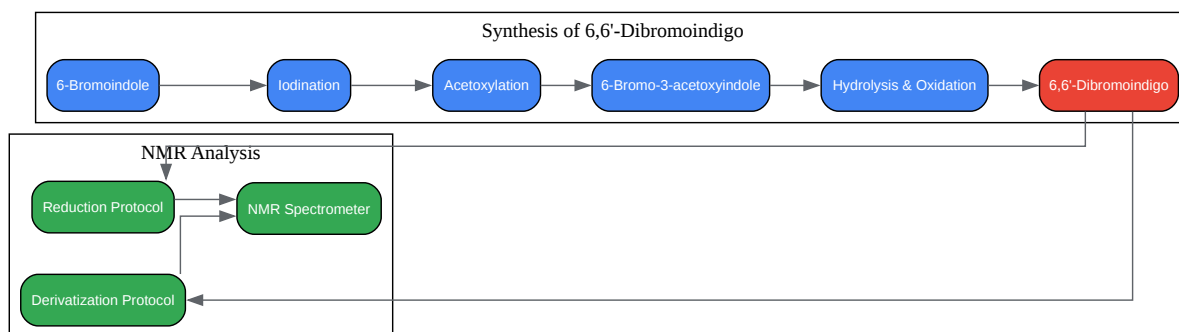 Synthesis of 6,6'-Dibromoindigo
6-Bromoindole
Iodination
Acetoxylation
6-Bromo-3-acetoxyindole
Hydrolysis & Oxidation
6,6'-Dibromoindigo
NMR Analysis
Reduction Protocol
NMR Spectrometer
Derivatization Protocol